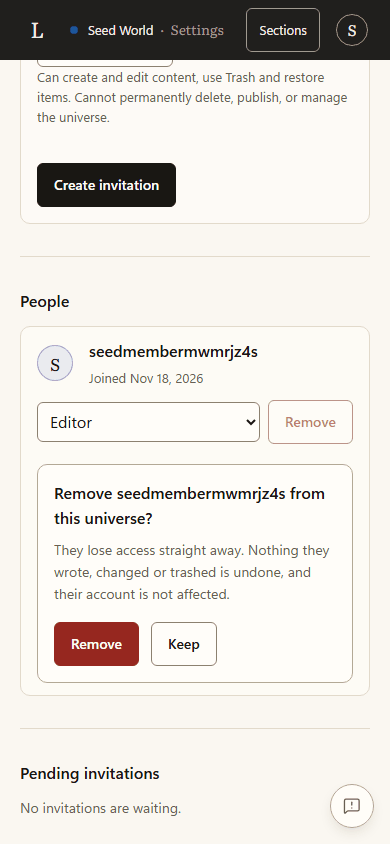 L
Seed World · Settings
Sections
S
Can create and edit content, use Trash and restore
items. Cannot permanently delete, publish, or manage
the universe.
Create invitation
People
S
seedmembermwmrjz4s
Joined Nov 18, 2026
Editor
Remove
Remove seedmembermwmrjz4s from
this universe?
They lose access straight away. Nothing they
wrote, changed or trashed is undone, and
their account is not affected.
Remove
Keep
Pending invitations
No invitations are waiting.